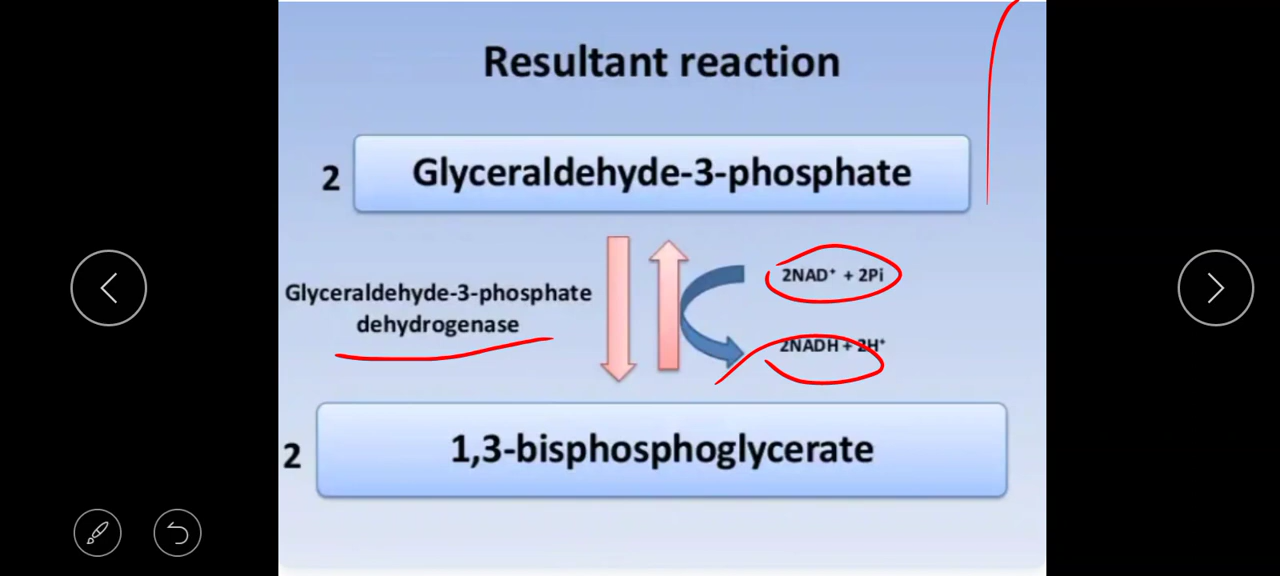 Resultant reaction
2 Glyceraldehyde-3-phosphate
Glyceraldehyde-3-phosphate
dehydrogenase
2NAD⁺ + 2Pi
2NADH + 2H⁺
2 1,3-bisphosphoglycerate